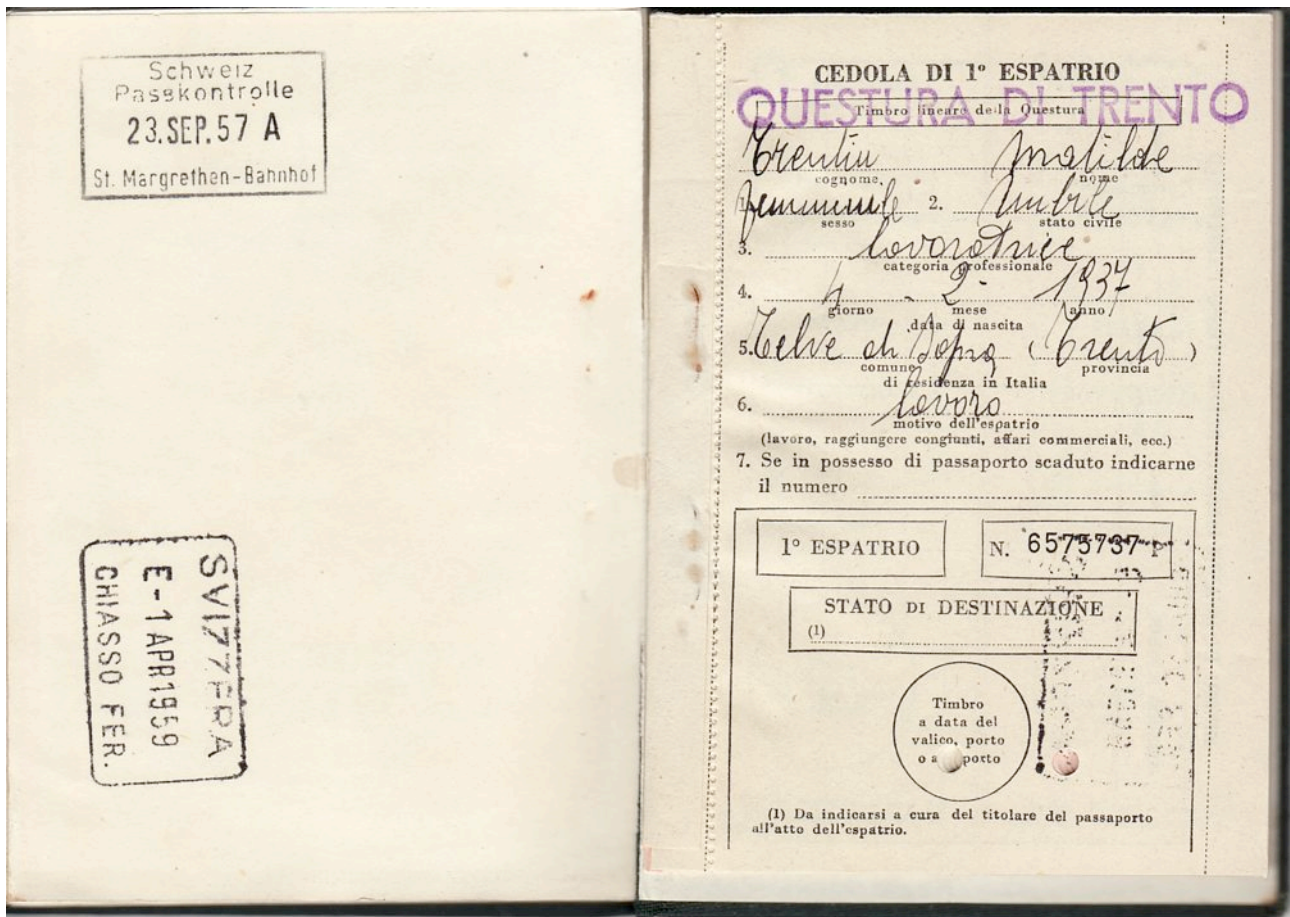 Schweiz
Passkontrolle
23.SEP.57 A
St. Margrethen-Bahnhof
SVIZZERA
E-1 APR 1959
CHIASSO FER.
CEDOLA DI 1° ESPATRIO
QUESTURA DI TRENTO
Timbro lineare della Questura
Trentin Matilde
cognome nome
1. femminile 2. nubile
sesso stato civile
3. lavoratrice
categoria professionale
4. 4 - 2 - 1937
giorno mese anno
data di nascita
5. Telve di Sopra (Trento)
comune provincia
di residenza in Italia
6. lavoro
motivo dell'espatrio
(lavoro, raggiungere congiunti, affari commerciali, ecc.)
7. Se in possesso di passaporto scaduto indicarne
il numero
1° ESPATRIO N. 6575737 P
STATO DI DESTINAZIONE
(1)
Timbro
a data del
valico, porto
o aeroporto
(1) Da indicarsi a cura del titolare del passaporto
all'atto dell'espatrio.